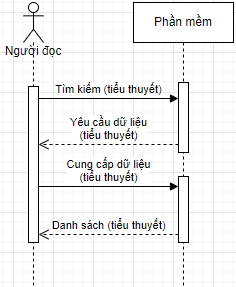 Người đọc
Phần mềm
Tìm kiếm (tiểu thuyết)
Yêu cầu dữ liệu
(tiểu thuyết)
Cung cấp dữ liệu
(tiểu thuyết)
Danh sách (tiểu thuyết)